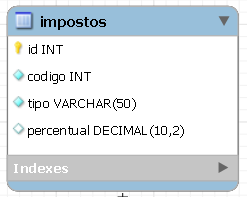 impostos
id INT
codigo INT
tipo VARCHAR(50)
percentual DECIMAL(10,2)
Indexes